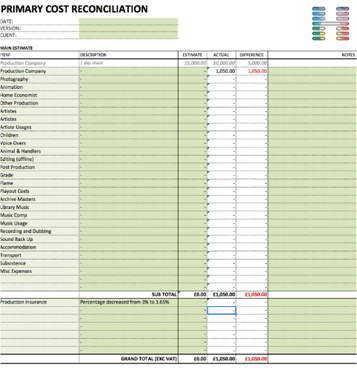 PRIMARY COST RECONCILIATION
DATE:
VERSION:
CLIENT:
MAIN ESTIMATE
ITEM DESCRIPTION ESTIMATE ACTUAL DIFFERENCE NOTES
Production Company 1 day shoot 15,000.00 10,000.00 5,000.00
Production Company - - 1,050.00 1,050.00
Photography - - - -
Animation - - - -
Home Economist - - - -
Other Production - - - -
Artistes - - - -
Artistes - - - -
Artiste Usages - - - -
Children - - - -
Voice Overs - - - -
Animal & Handlers - - - -
Editing (offline) - - - -
Post Production - - - -
Grade - - - -
Flame - - - -
Playout Costs - - - -
Archive Masters - - - -
Library Music - - - -
Music Comp - - - -
Music Usage - - - -
Recording and Dubbing - - - -
Sound Back Up - - - -
Accommodation - - - -
Transport - - - -
Subsistence - - - -
Misc Expenses - - - -
SUB TOTAL £0.00 £1,050.00 £1,050.00
Production Insurance Percentage decreased from 3% to 1.65% - - -
GRAND TOTAL (EXC VAT) £0.00 £1,050.00 £1,050.00